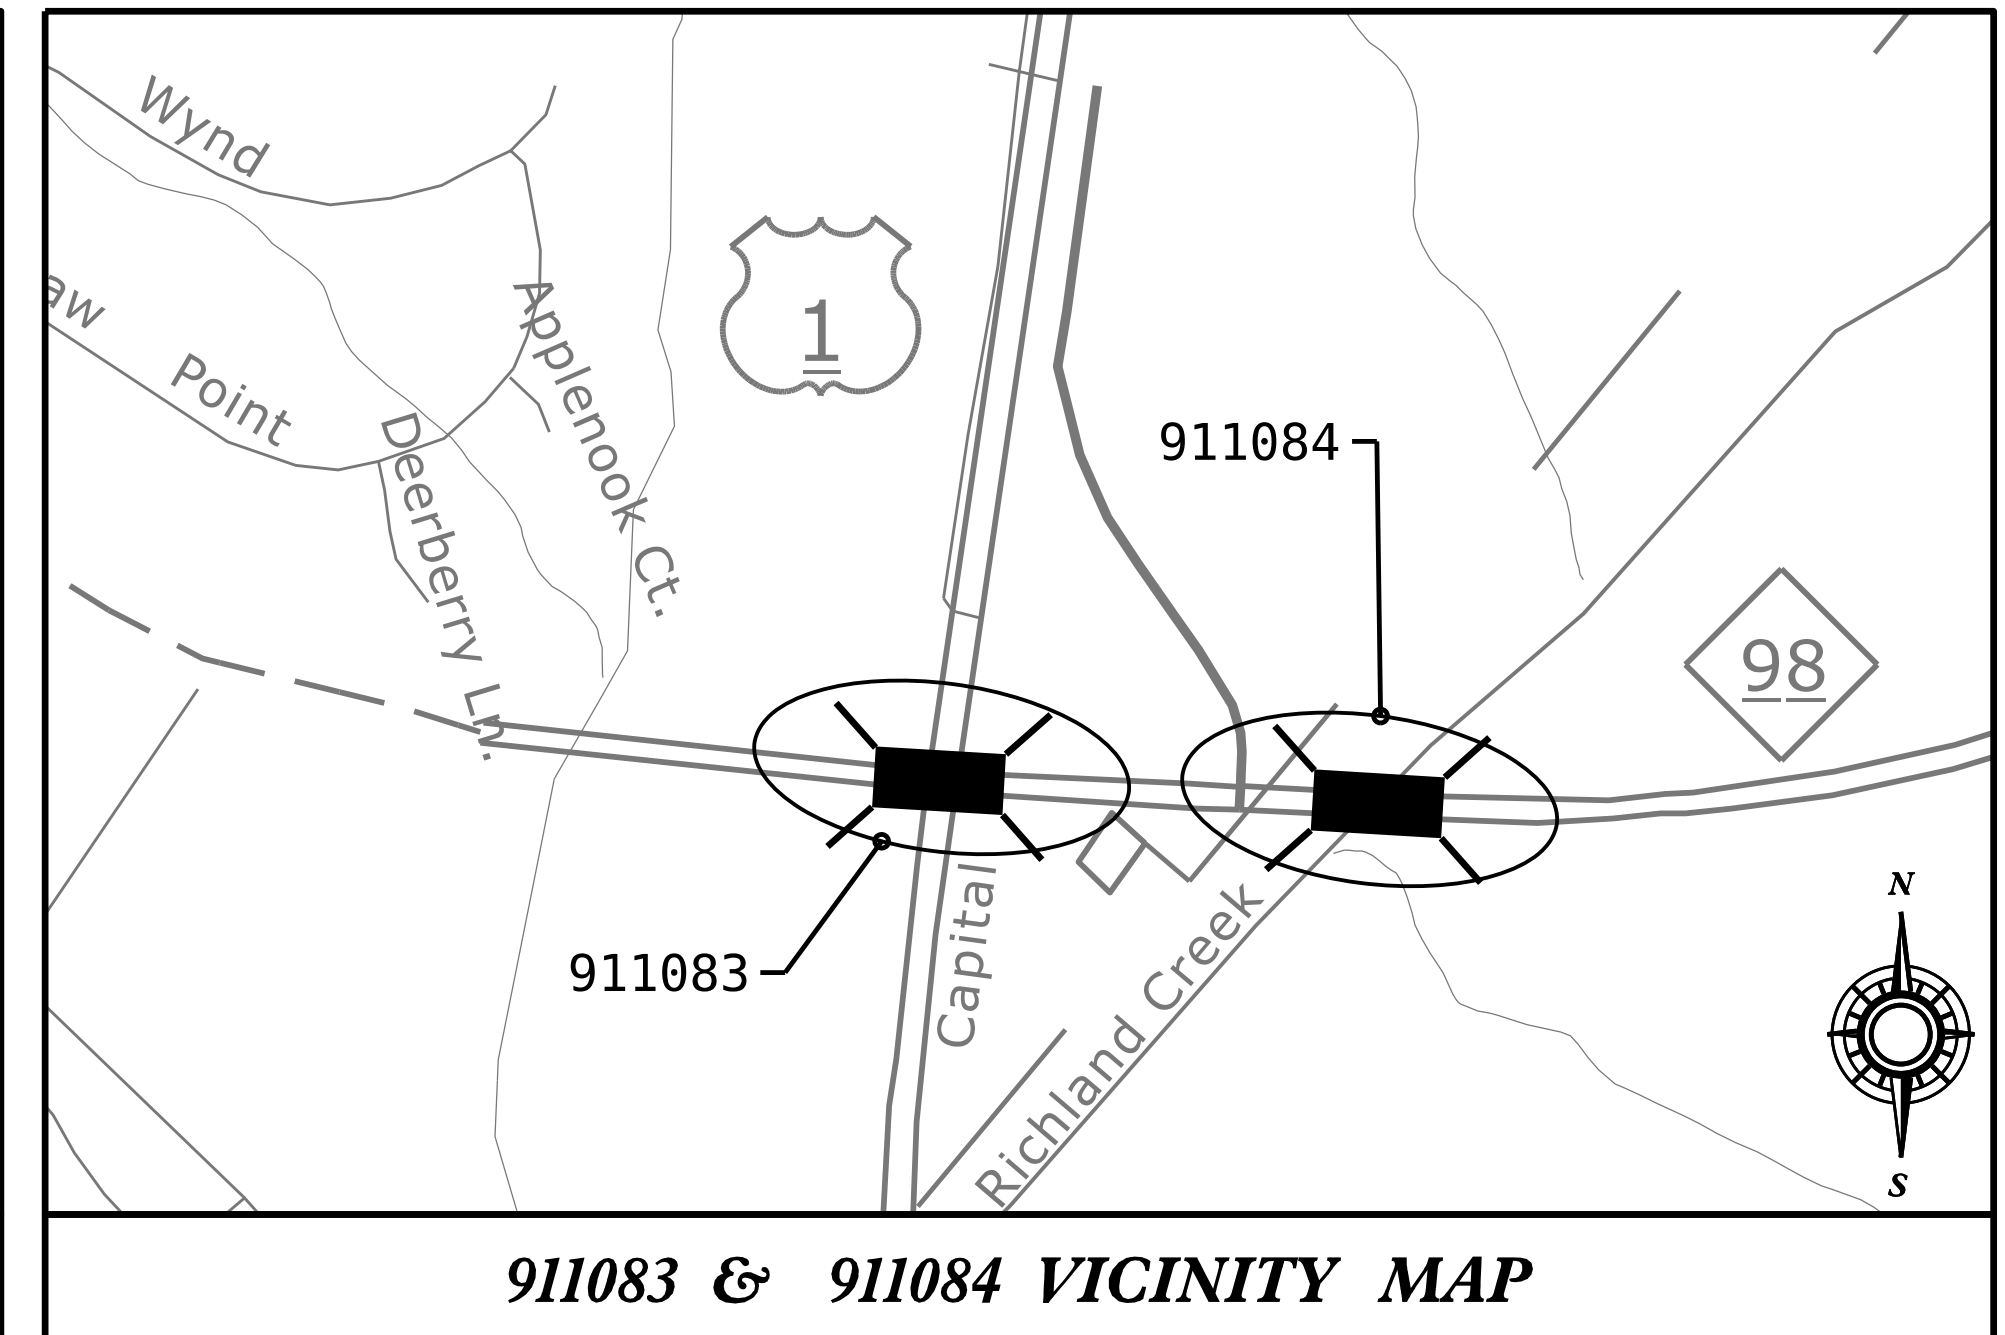 Wynd
aw
Point
Applenook Ct.
Deerberry Ln.
1
911084
98
911083
Capital
Richland Creek
N
S
911083 & 911084 VICINITY MAP